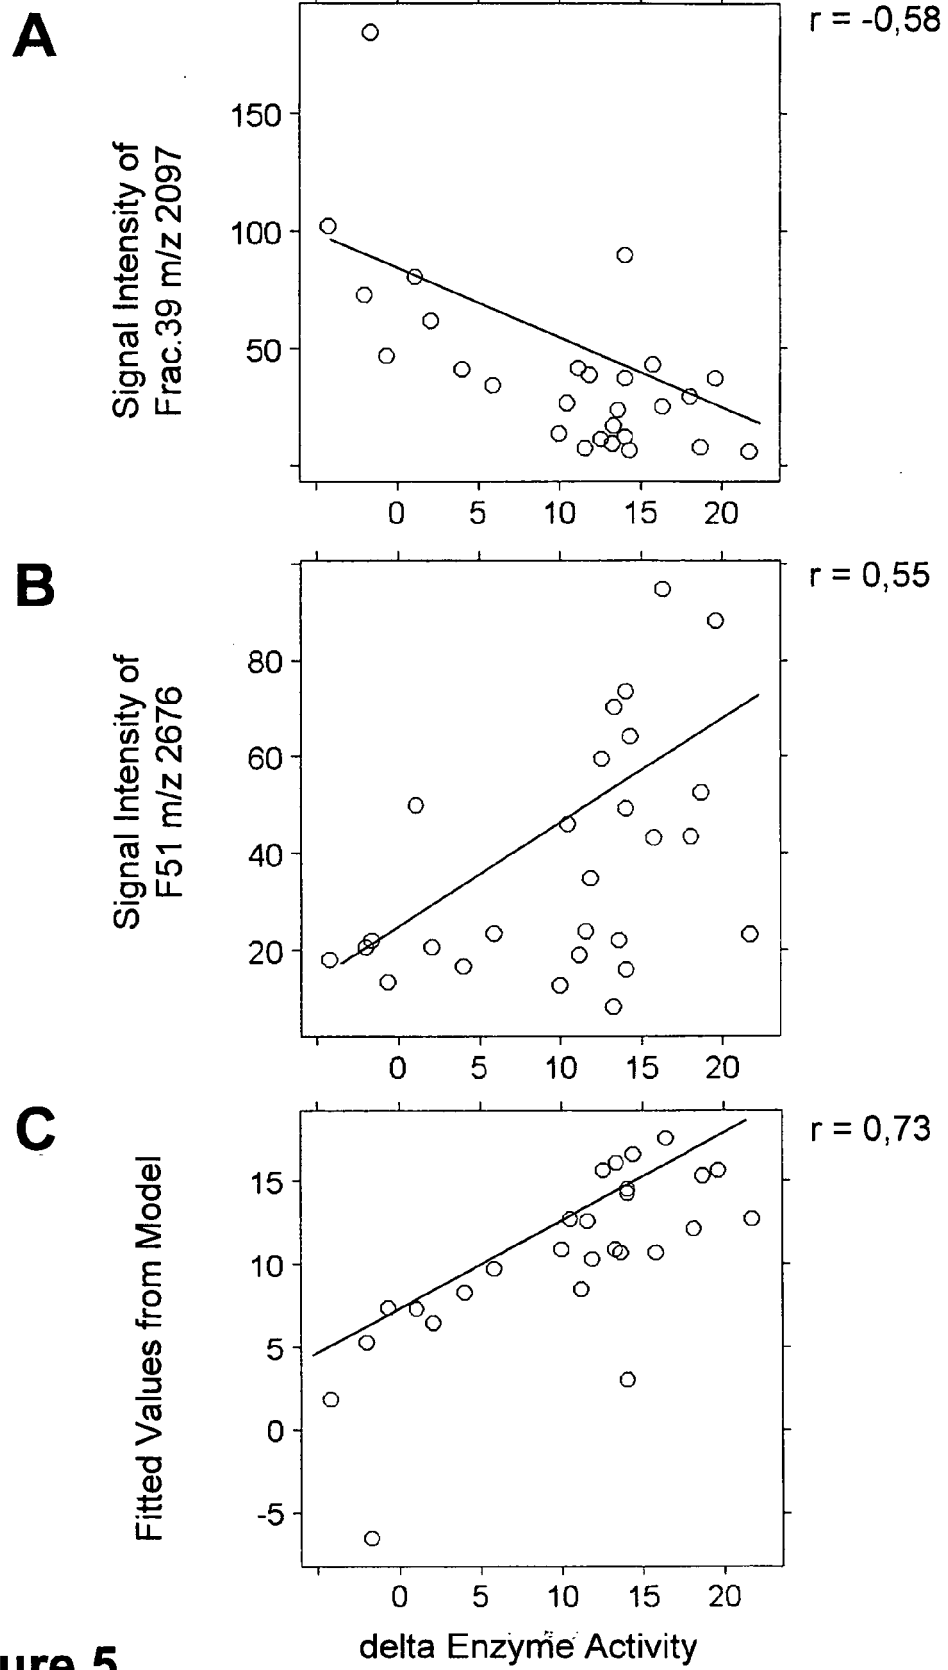 A
r = -0,58
Signal Intensity of
Frac.39 m/z 2097
150
100
50
0 5 10 15 20
B
r = 0,55
Signal Intensity of
F51 m/z 2676
80
60
40
20
0 5 10 15 20
C
r = 0,73
Fitted Values from Model
15
10
5
0
-5
0 5 10 15 20
delta Enzyme Activity
ure 5